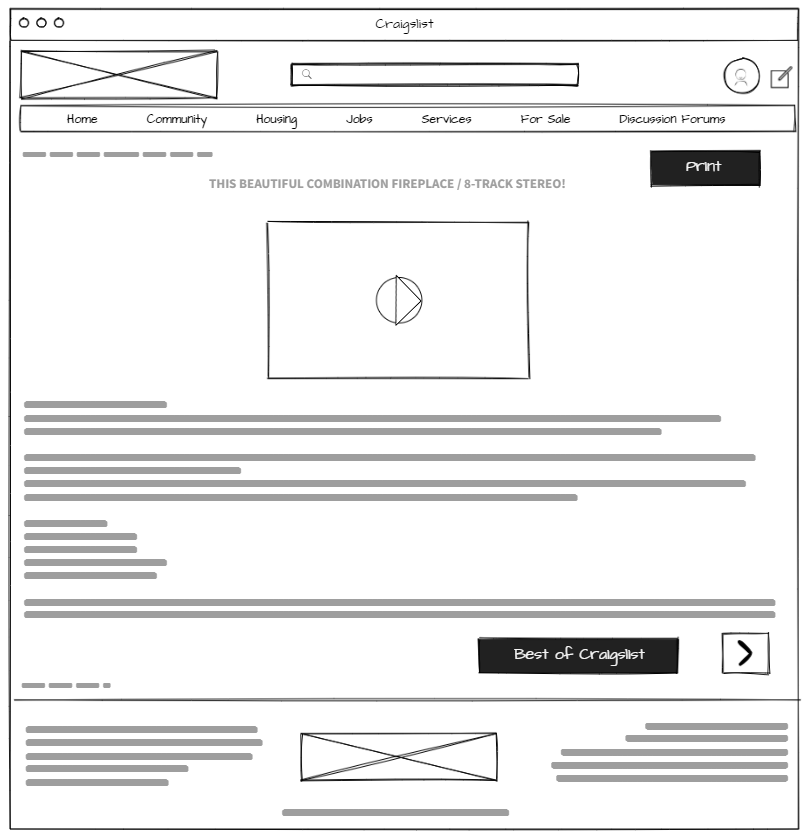 Craigslist
Home Community Housing Jobs Services For Sale Discussion Forums
Print
THIS BEAUTIFUL COMBINATION FIREPLACE / 8-TRACK STEREO!
Best of Craigslist